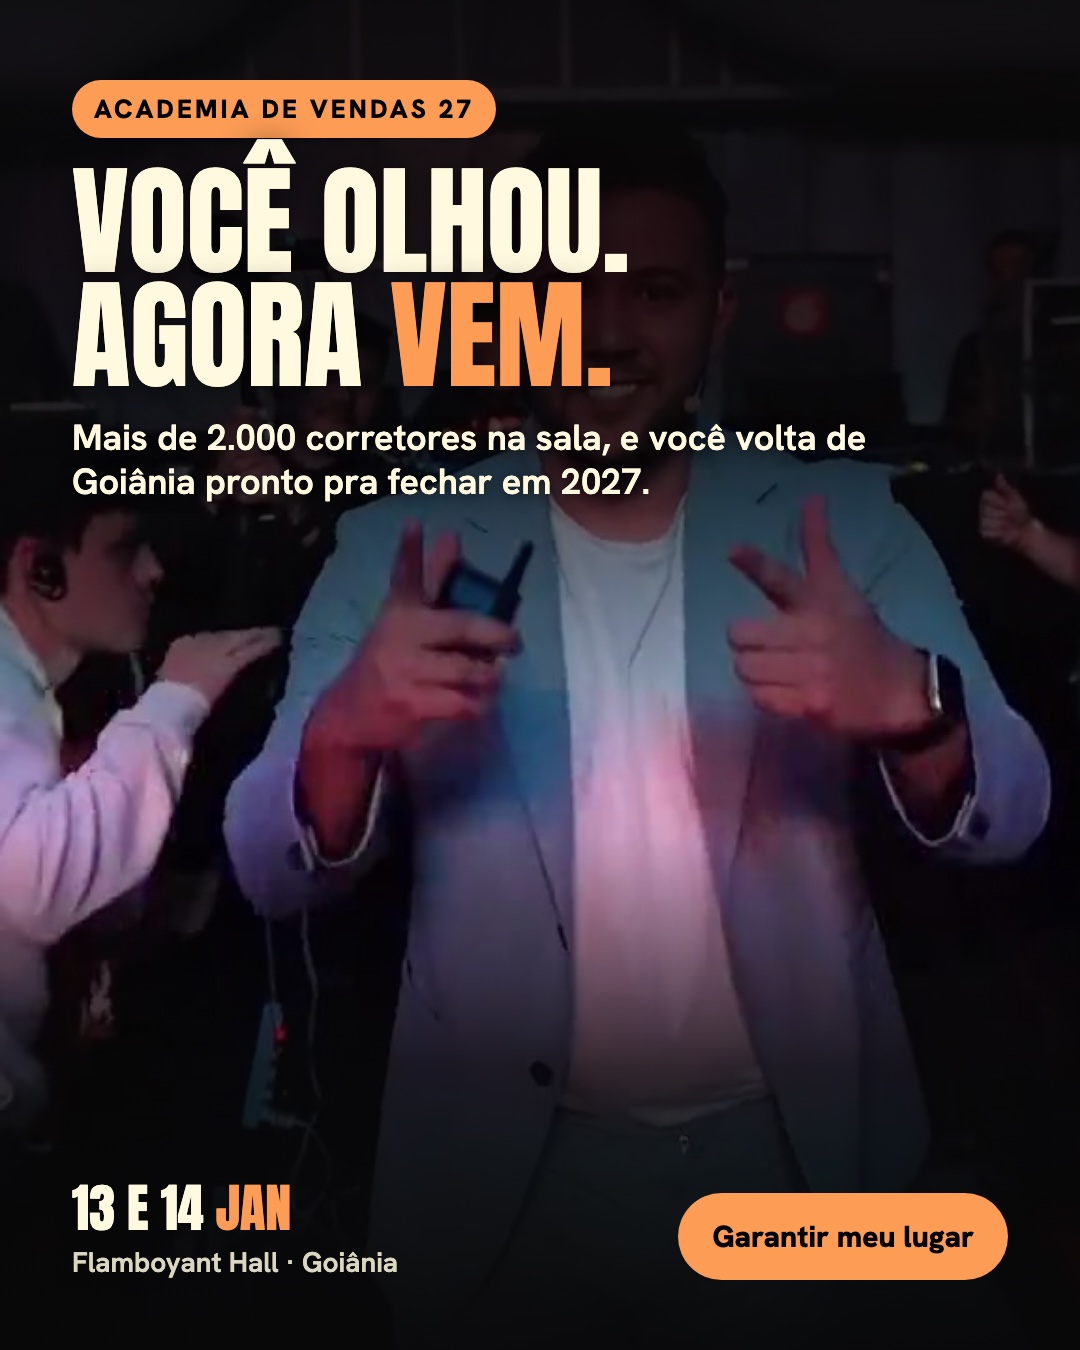 ACADEMIA DE VENDAS 27
VOCÊ OLHOU.
AGORA VEM.
Mais de 2.000 corretores na sala, e você volta de
Goiânia pronto pra fechar em 2027.
13 E 14 JAN
Flamboyant Hall · Goiânia
Garantir meu lugar